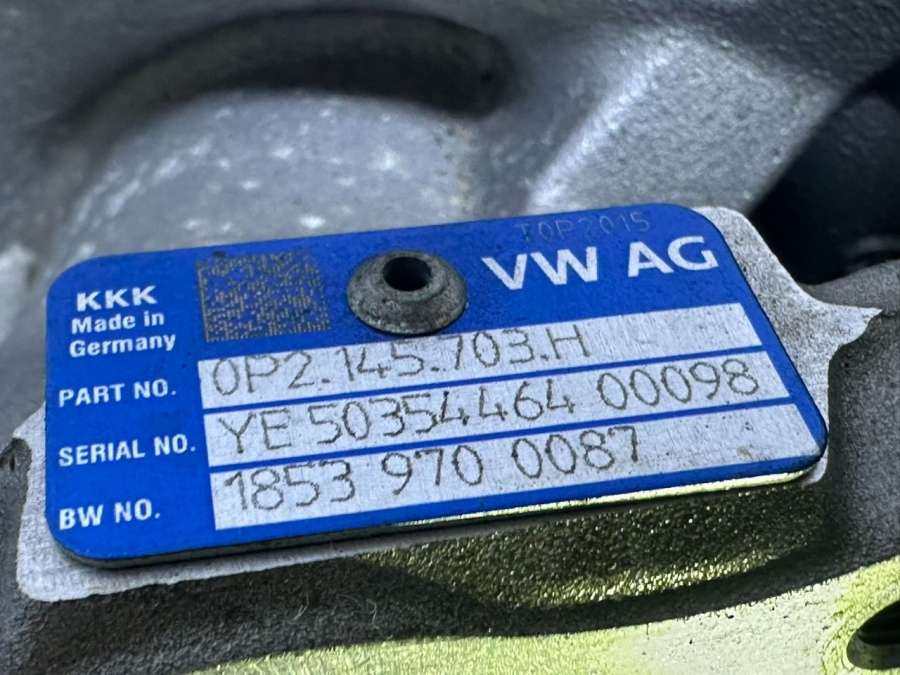 TOP2015
VW AG
KKK
Made in
Germany
PART NO. 0P2.145.703.H
SERIAL NO. YE 50354464 00098
BW NO. 1853 970 0087